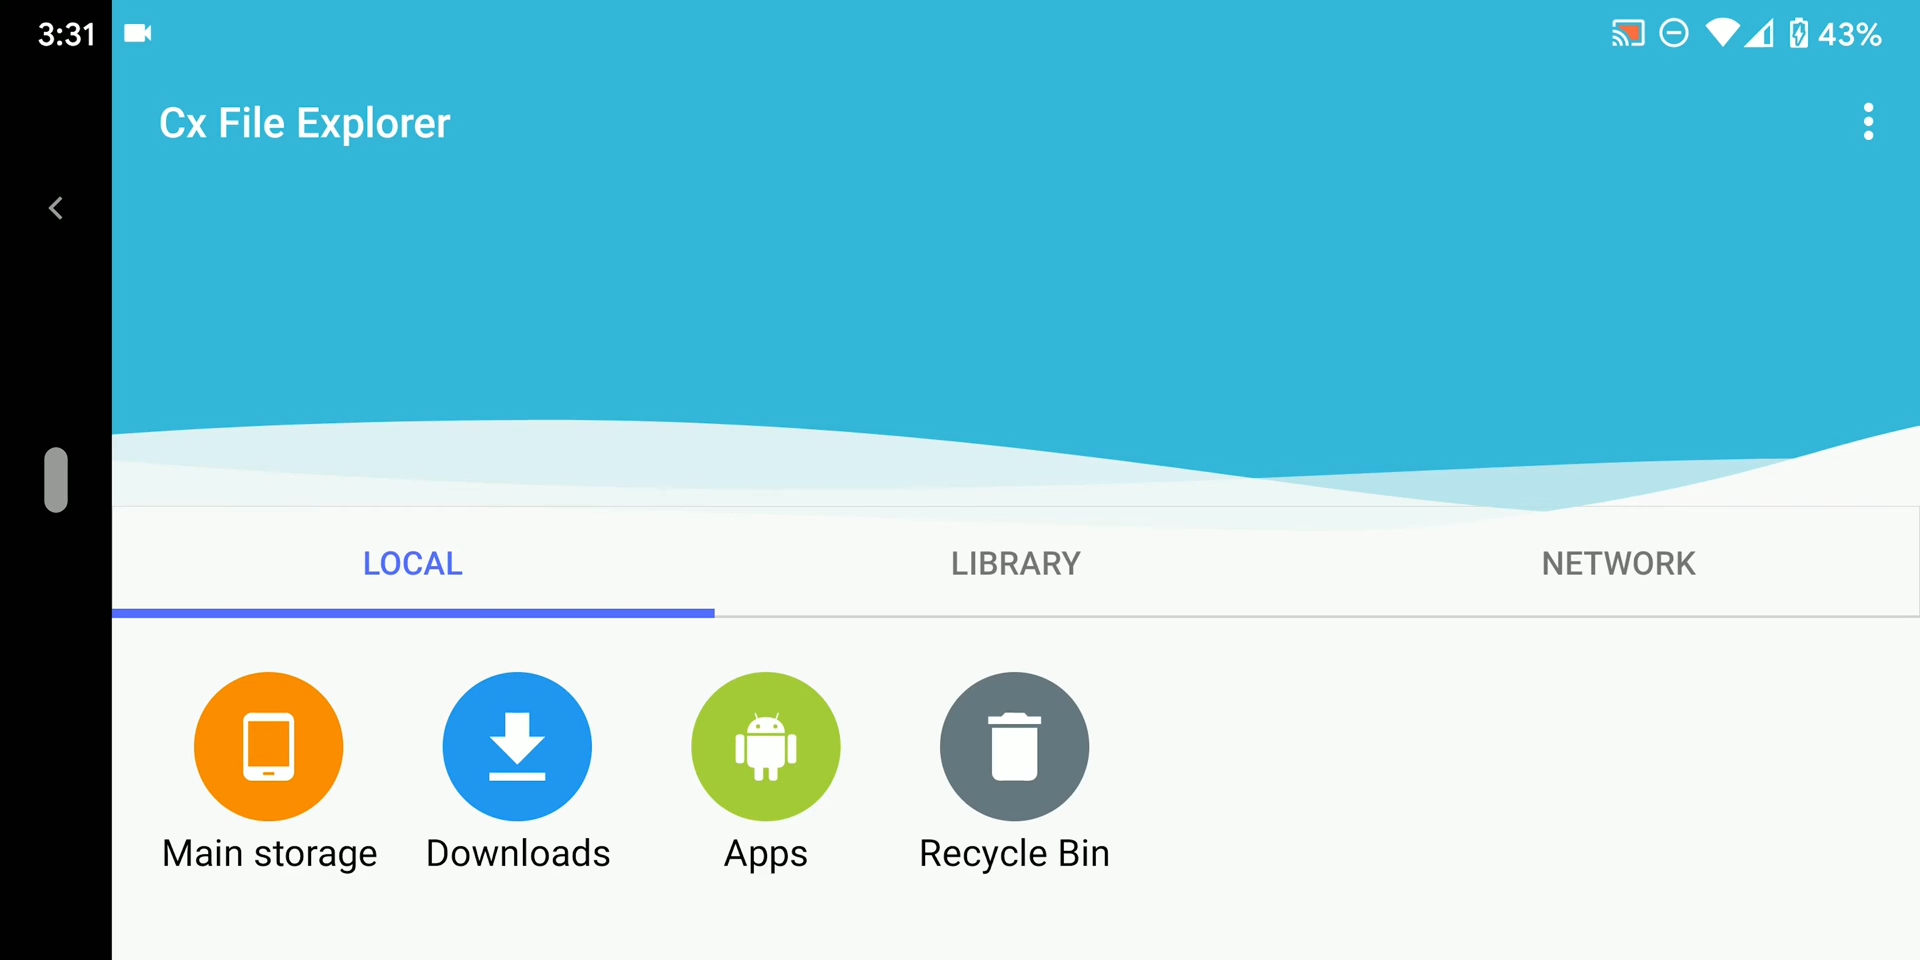 3:31
43%
Cx File Explorer
LOCAL
LIBRARY
NETWORK
Main storage
Downloads
Apps
Recycle Bin